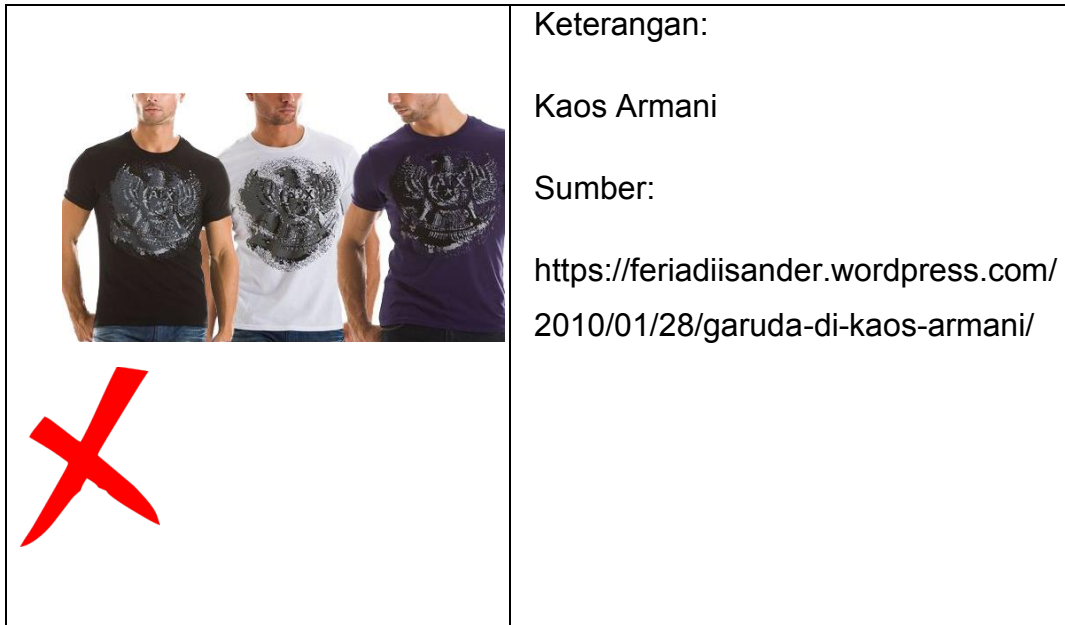 Keterangan:
Kaos Armani
Sumber:
https://feriadiisander.wordpress.com/
2010/01/28/garuda-di-kaos-armani/